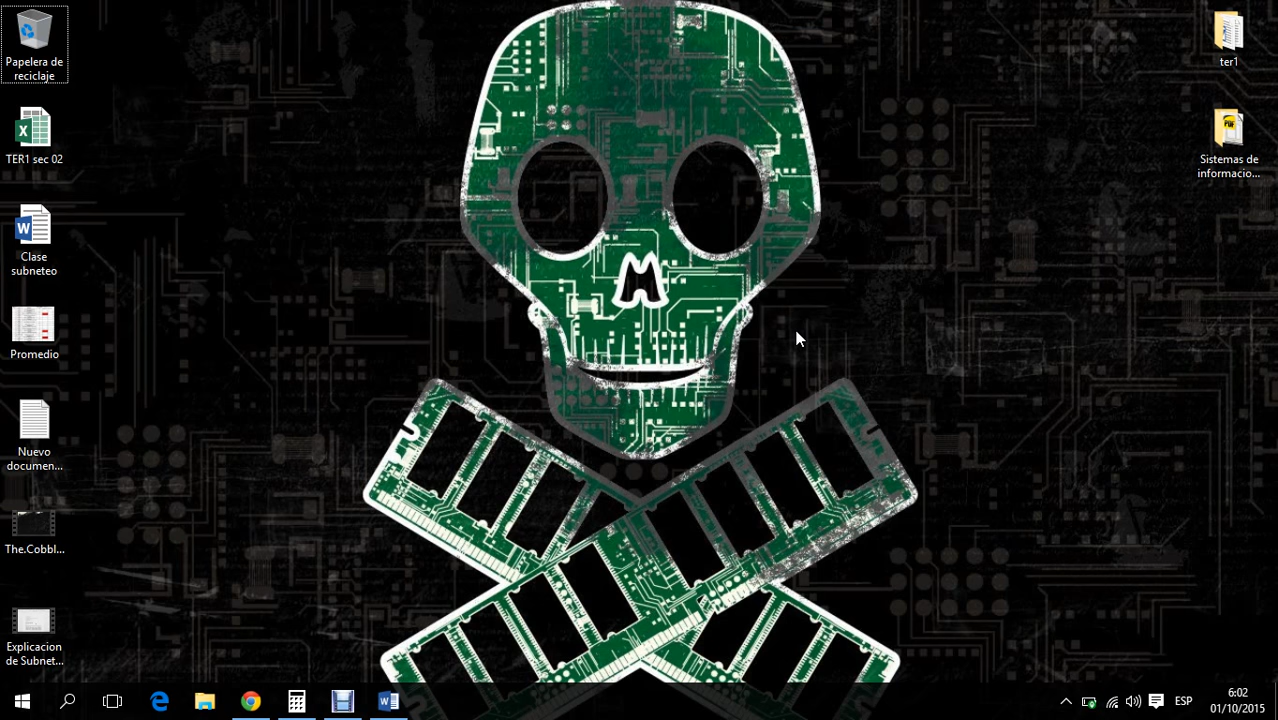 Papelera de
reciclaje
TER1 sec 02
Clase
soneteo
Promedio
Nuevo
documen...
The.Cobbl...
Explicacion
de Subnet...
ter1
Sistemas de
informacio...
ESP
6:02
01/10/2015